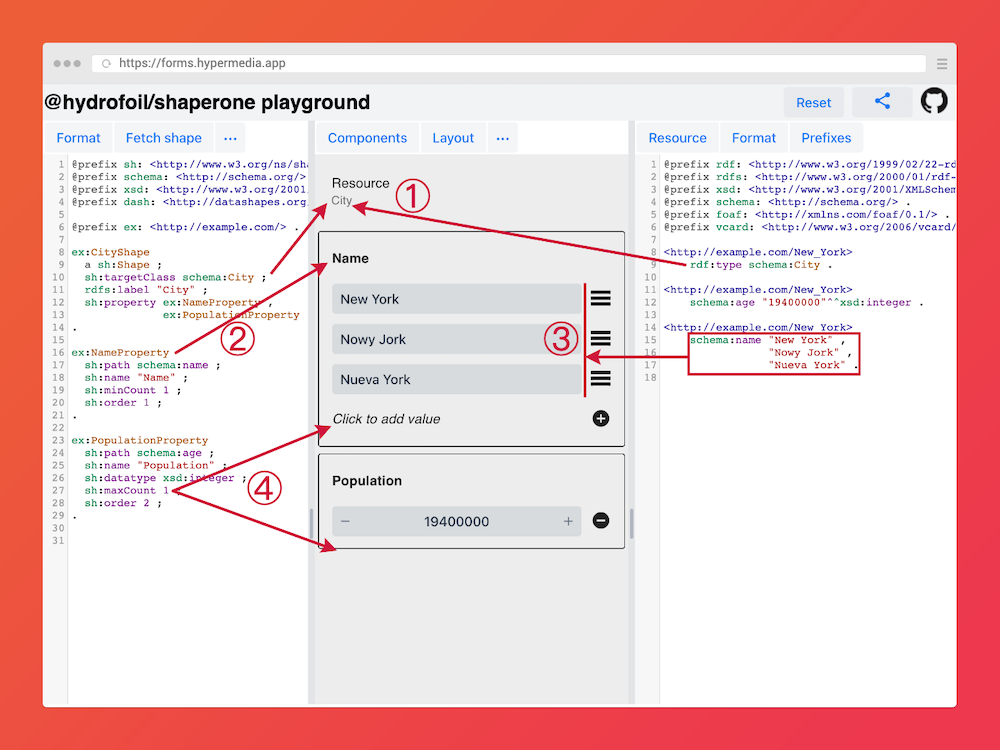 https://forms.hypermedia.app
@hydrofoil/shaperone playground
Reset
Format
Fetch shape
...
1 @prefix sh: <http://www.w3.org/ns/sha
2 @prefix schema: <http://schema.org/>
3 @prefix xsd: <http://www.w3.org/2001
4 @prefix dash: <http://datashapes.org
5
6 @prefix ex: <http://example.com/> .
7
8 ex:CityShape
9 a sh:Shape ;
10 sh:targetClass schema:City ;
11 rdfs:label "City" ;
12 sh:property ex:NameProperty ,
13 ex:PopulationProperty
14 .
15
16 ex:NameProperty
17 sh:path schema:name ;
18 sh:name "Name" ;
19 sh:minCount 1 ;
20 sh:order 1 ;
21 .
22
23 ex:PopulationProperty
24 sh:path schema:age ;
25 sh:name "Population" ;
26 sh:datatype xsd:integer ;
27 sh:maxCount 1
28 sh:order 2 ;
29 .
30
31
Components
Layout
...
Resource
City
1
Name
New York
Nowy Jork
Nueva York
Click to add value
2
3
4
Population
− 19400000 +
Resource
Format
Prefixes
1 @prefix rdf: <http://www.w3.org/1999/02/22-rd
2 @prefix rdfs: <http://www.w3.org/2000/01/rdf-
3 @prefix xsd: <http://www.w3.org/2001/XMLSchem
4 @prefix schema: <http://schema.org/> .
5 @prefix foaf: <http://xmlns.com/foaf/0.1/> .
6 @prefix vcard: <http://www.w3.org/2006/vcard/
7
8 <http://example.com/New_York>
9 rdf:type schema:City .
10
11 <http://example.com/New_York>
12 schema:age "19400000"^^xsd:integer .
13
14 <http://example.com/New_York>
15 schema:name "New York" ,
16 "Nowy Jork" ,
17 "Nueva York" .
18